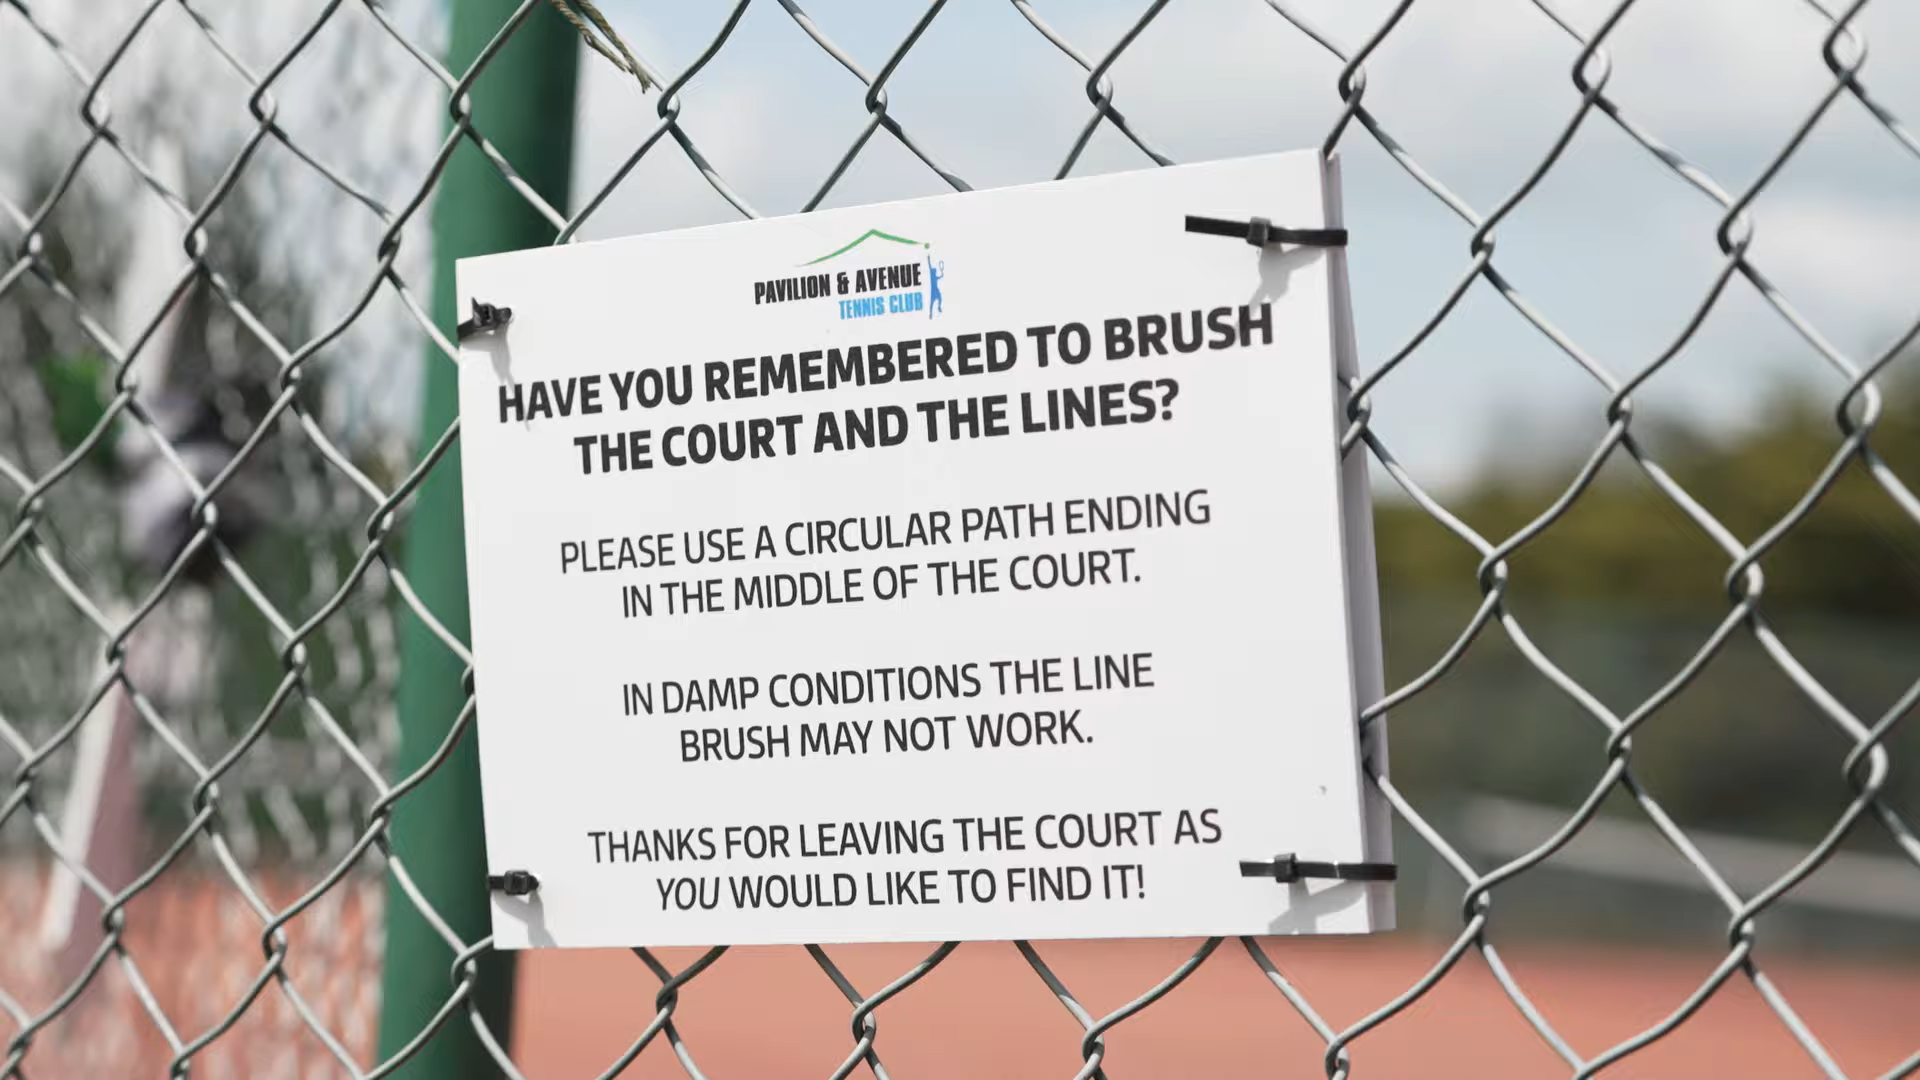 PAVILION & AVENUE
TENNIS CLUB
HAVE YOU REMEMBERED TO BRUSH
THE COURT AND THE LINES?
PLEASE USE A CIRCULAR PATH ENDING
IN THE MIDDLE OF THE COURT.
IN DAMP CONDITIONS THE LINE
BRUSH MAY NOT WORK.
THANKS FOR LEAVING THE COURT AS
YOU WOULD LIKE TO FIND IT!